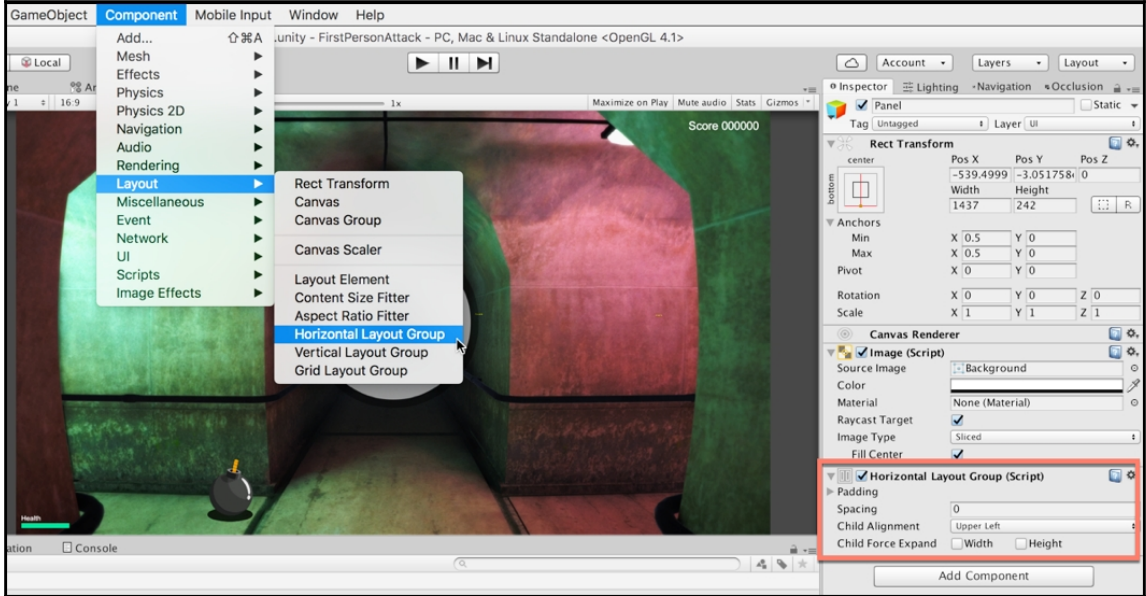 GameObject Component Mobile Input Window Help
.unity - FirstPersonAttack - PC, Mac & Linux Standalone <OpenGL 4.1>
Add... ⇧⌘A
Mesh
Effects
Physics
Physics 2D
Navigation
Audio
Rendering
Layout
Miscellaneous
Event
Network
UI
Scripts
Image Effects
Rect Transform
Canvas
Canvas Group
Canvas Scaler
Layout Element
Content Size Fitter
Aspect Ratio Fitter
Horizontal Layout Group
Vertical Layout Group
Grid Layout Group
Local
16:9
1x
Maximize on Play Mute audio Stats Gizmos
Score 000000
Health
Console
Account Layers Layout
Inspector Lighting Navigation Occlusion
Panel Static
Tag Untagged Layer UI
Rect Transform
center Pos X Pos Y Pos Z
bottom
-539.4999 -3.051758 0
Width Height
1437 242 R
Anchors
Min X 0.5 Y 0
Max X 0.5 Y 0
Pivot X 0 Y 0
Rotation X 0 Y 0 Z 0
Scale X 1 Y 1 Z 1
Canvas Renderer
Image (Script)
Source Image Background
Color
Material None (Material)
Raycast Target
Image Type Sliced
Fill Center
Horizontal Layout Group (Script)
Padding
Spacing 0
Child Alignment Upper Left
Child Force Expand Width Height
Add Component